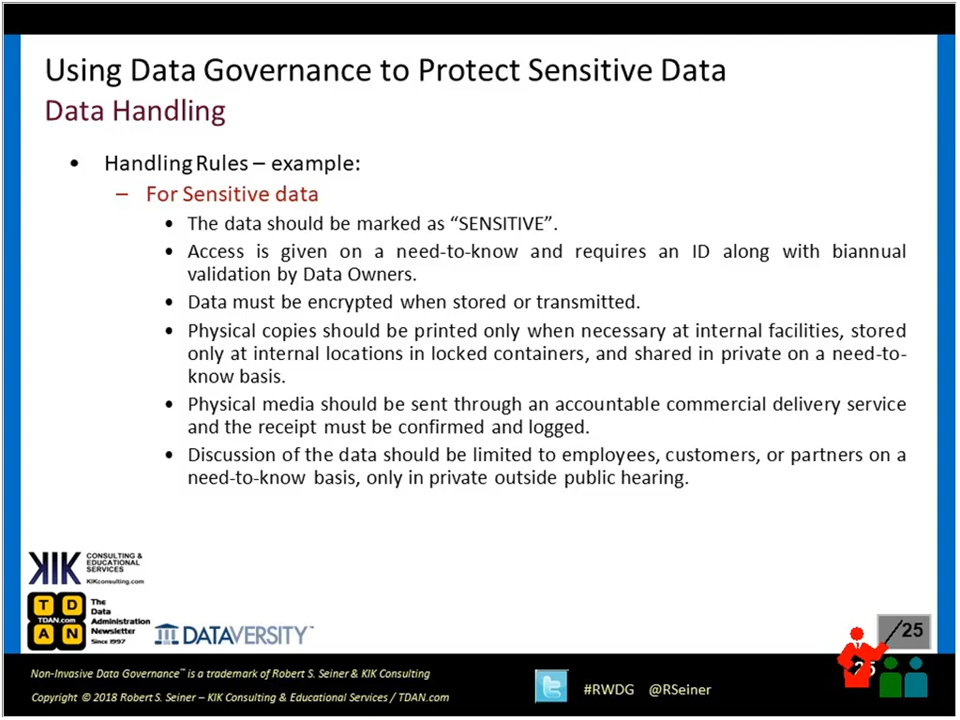 Using Data Governance to Protect Sensitive Data
Data Handling
• Handling Rules – example:
– For Sensitive data
• The data should be marked as “SENSITIVE”.
• Access is given on a need-to-know and requires an ID along with biannual
validation by Data Owners.
• Data must be encrypted when stored or transmitted.
• Physical copies should be printed only when necessary at internal facilities, stored
only at internal locations in locked containers, and shared in private on a need-to-
know basis.
• Physical media should be sent through an accountable commercial delivery service
and the receipt must be confirmed and logged.
• Discussion of the data should be limited to employees, customers, or partners on a
need-to-know basis, only in private outside public hearing.
KIK
CONSULTING &
EDUCATIONAL
SERVICES
KIKconsulting.com
T D
TDAN.com
A N
The
Data
Administration
Newsletter
Since 1997
DATAVERSITY™
/25
25
Non-Invasive Data Governance™ is a trademark of Robert S. Seiner & KIK Consulting
Copyright © 2018 Robert S. Seiner – KIK Consulting & Educational Services / TDAN.com
#RWDG @RSeiner